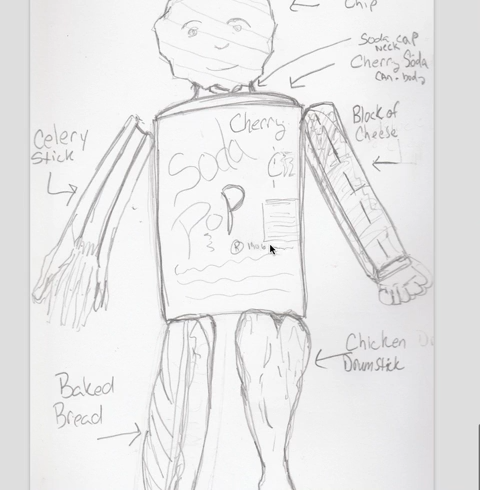 Chip
Soda cap
neck
Cherry Soda
Can-body
Cherry
Soda
Pop
Block of
Cheese
Celery
Stick
Chicken
Drumstick
Baked
Bread